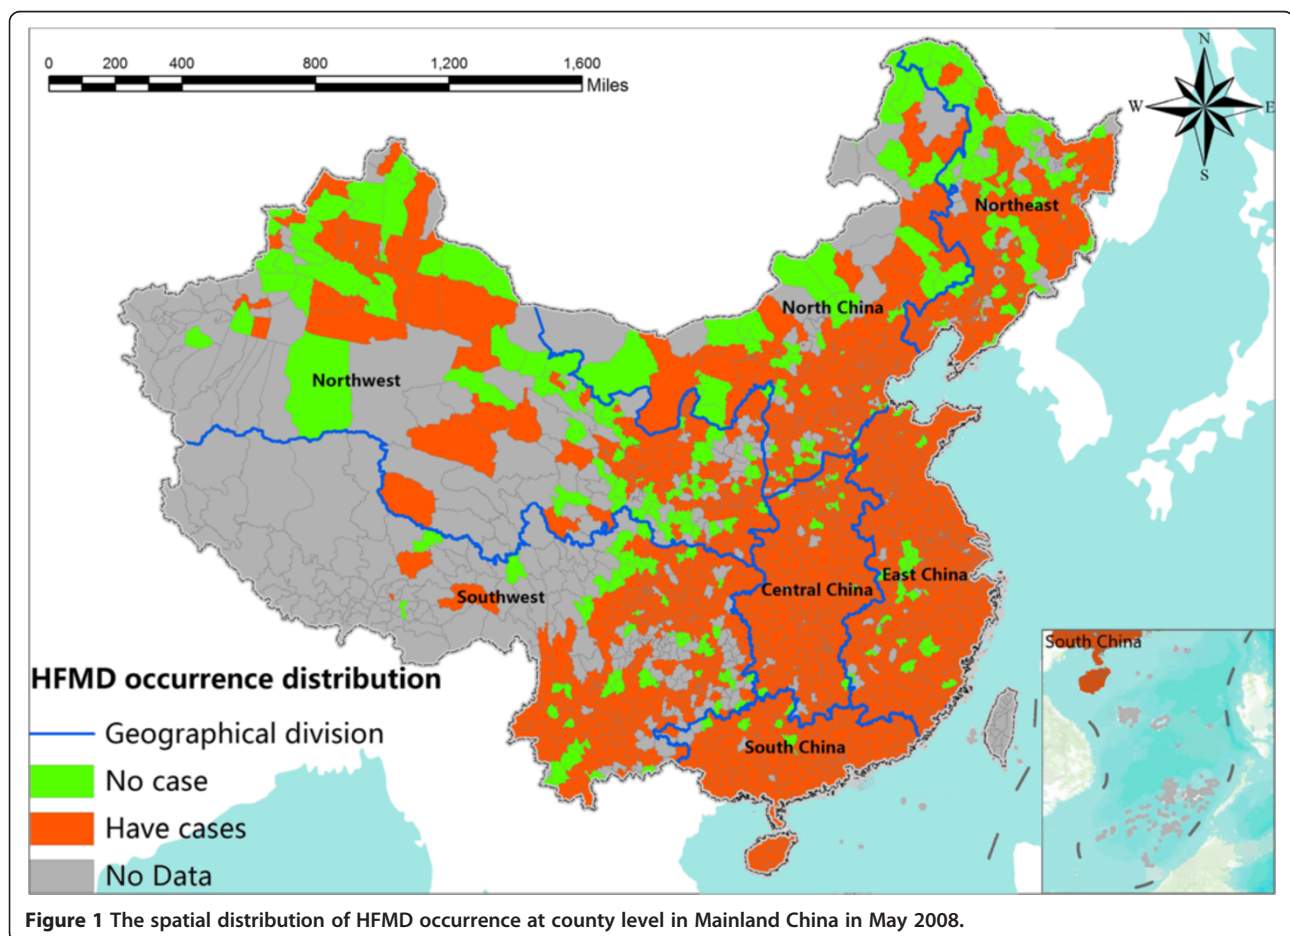 0 200 400 800 1,200 1,600
Miles
N
W E
S
Northeast
North China
Northwest
Southwest
Central China
East China
South China
South China
HFMD occurrence distribution
Geographical division
No case
Have cases
No Data
Figure 1 The spatial distribution of HFMD occurrence at county level in Mainland China in May 2008.